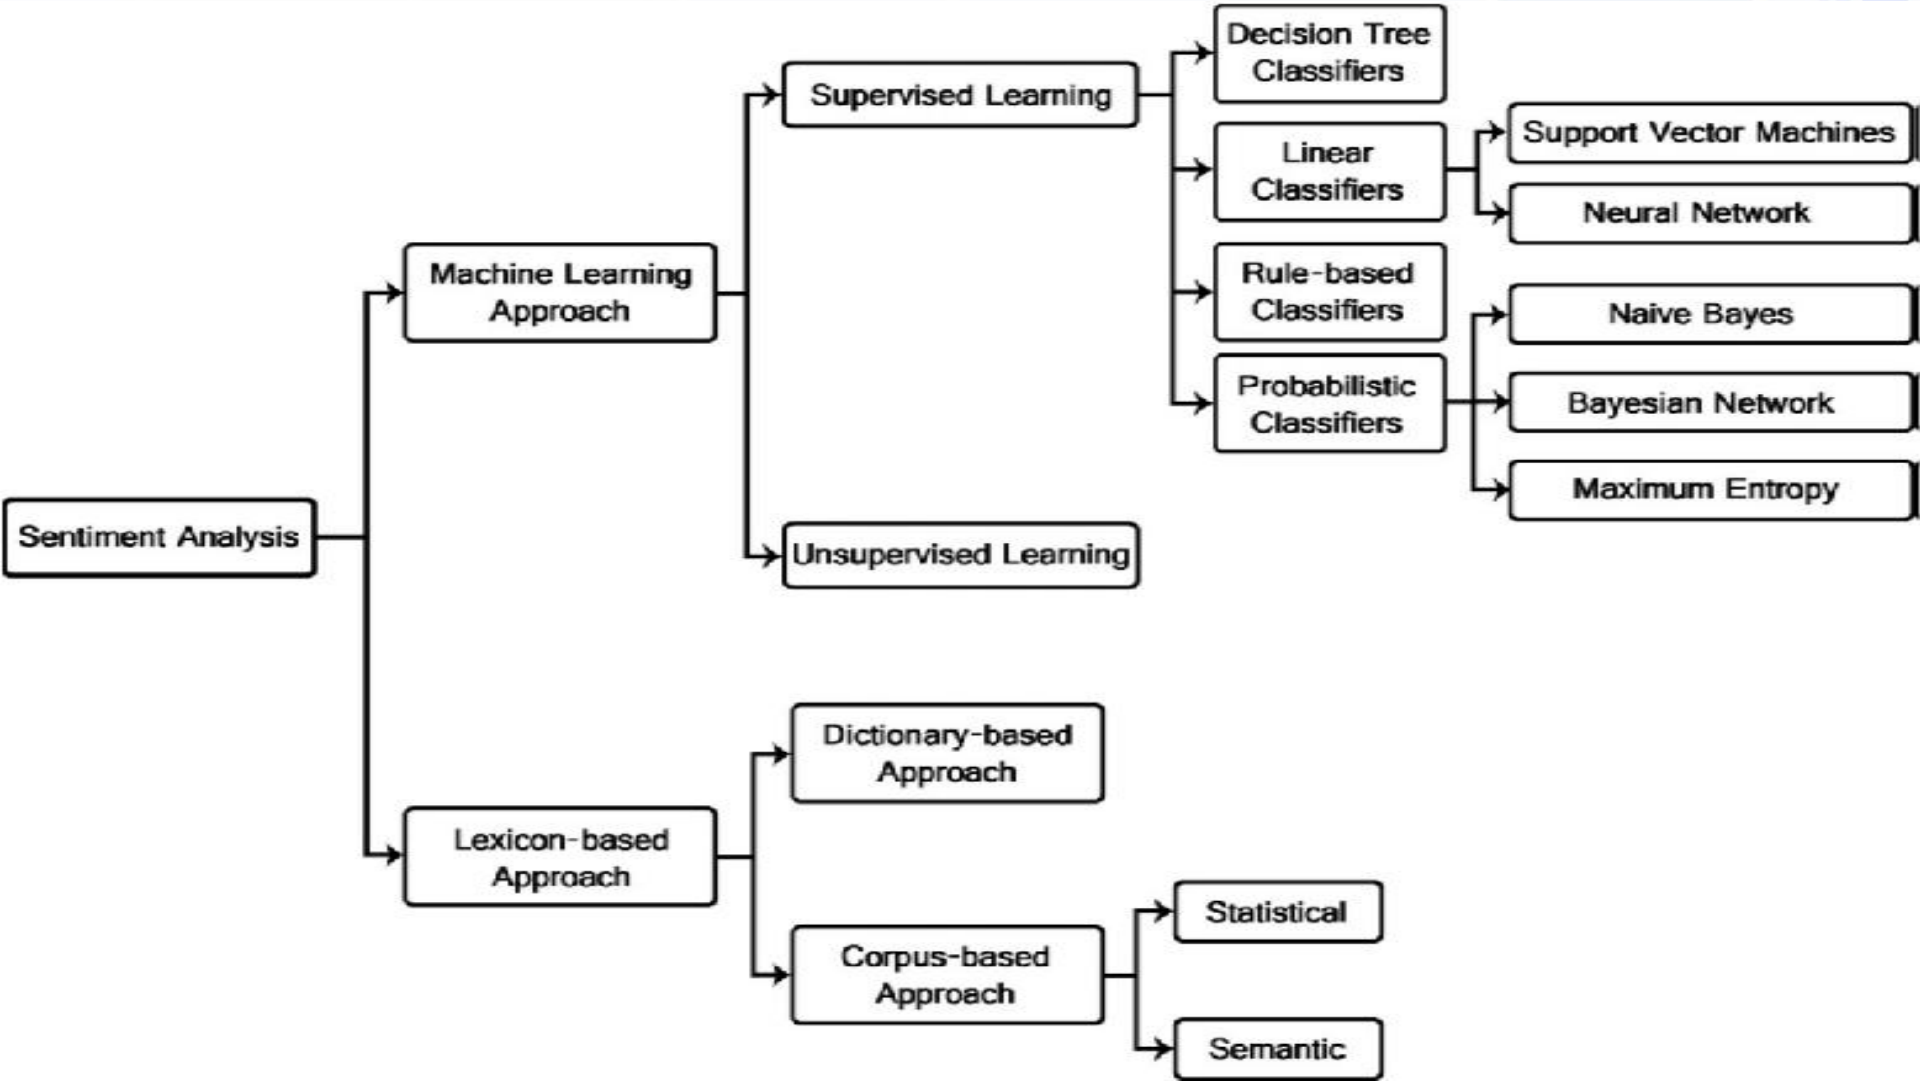 Decision Tree
Classifiers
Supervised Learning
Support Vector Machines
Linear
Classifiers
Neural Network
Machine Learning
Approach
Rule-based
Classifiers
Naive Bayes
Probabilistic
Classifiers
Bayesian Network
Maximum Entropy
Sentiment Analysis
Unsupervised Learning
Dictionary-based
Approach
Lexicon-based
Approach
Statistical
Corpus-based
Approach
Semantic